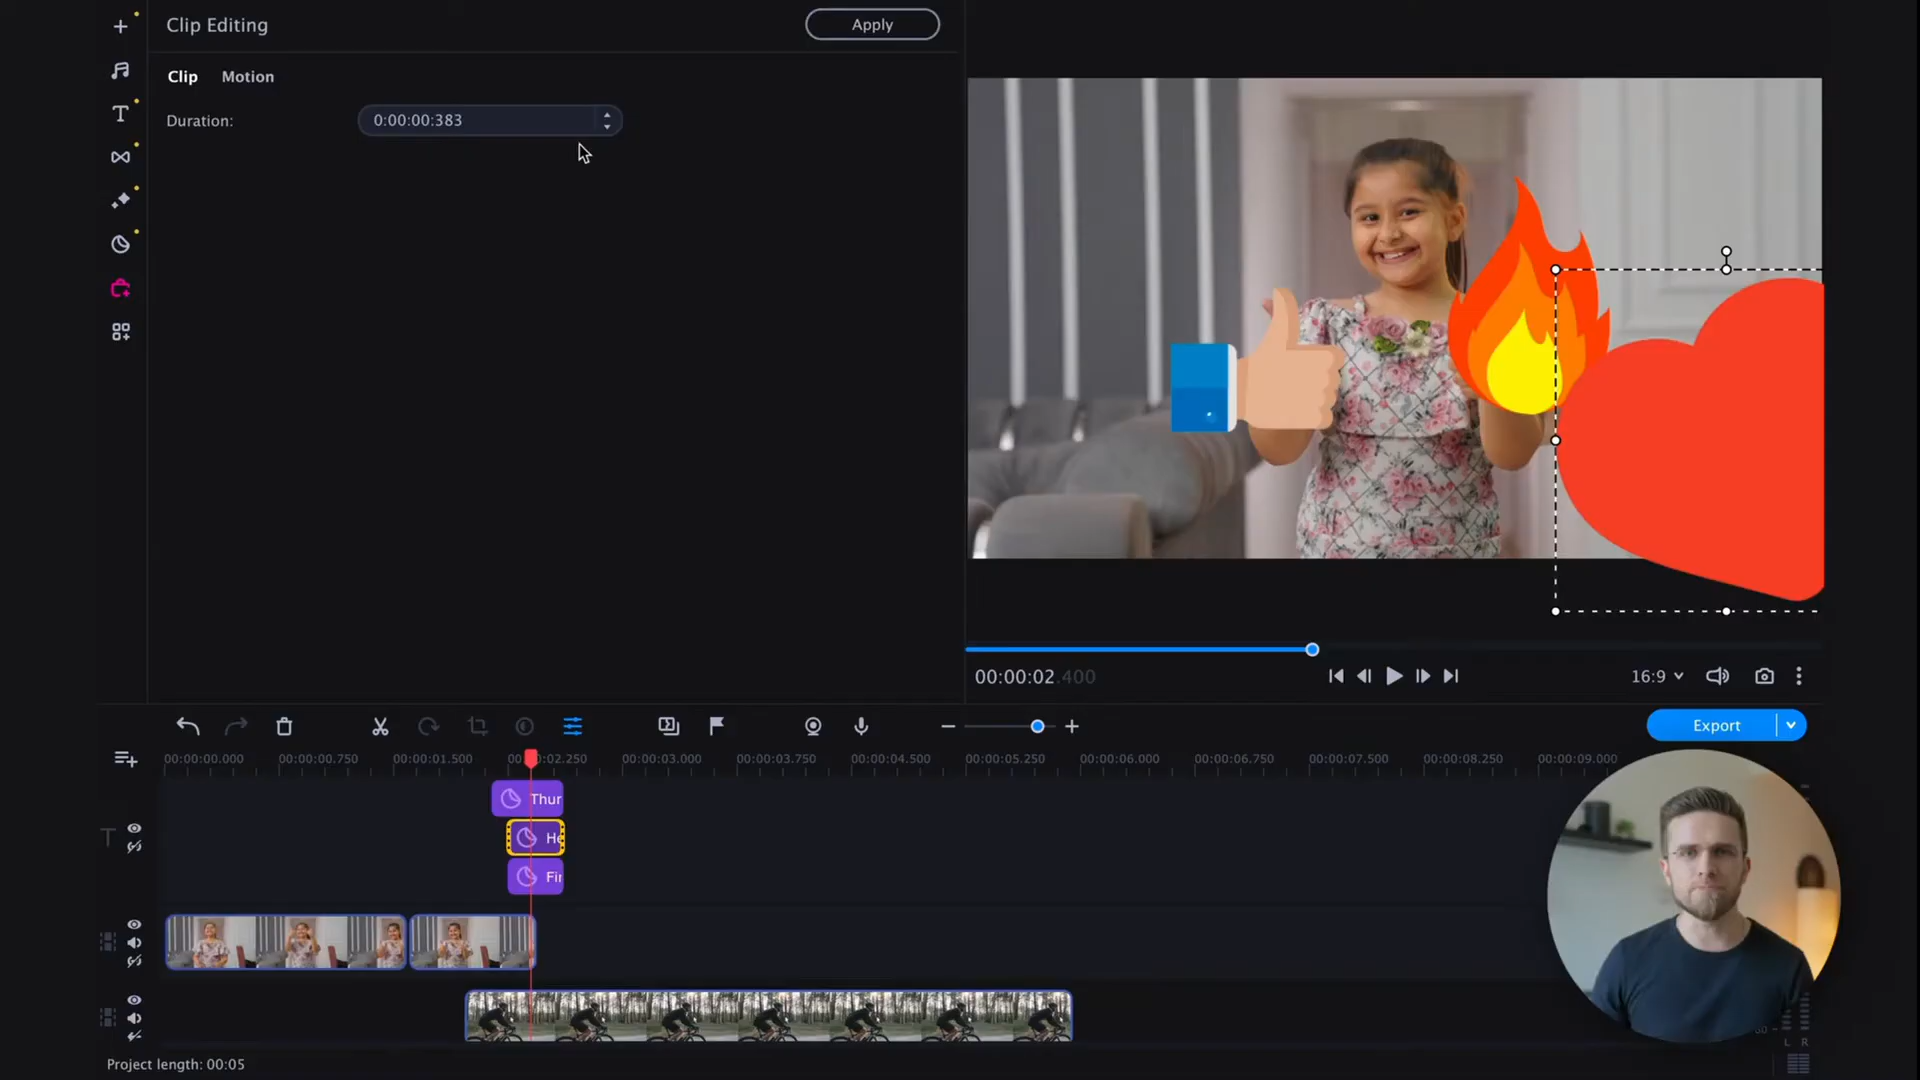 Clip Editing
Apply
Clip Motion
Duration: 0:00:00:383
00:00:02.400
16:9
Export
00:00:00.000 00:00:00.750 00:00:01.500 00:00:02.250 00:00:03.000 00:00:03.750 00:00:04.500 00:00:05.250 00:00:06.000 00:00:06.750 00:00:07.500 00:00:08.250 00:00:09.000
Thur
He
Fir
L R
Project length: 00:05